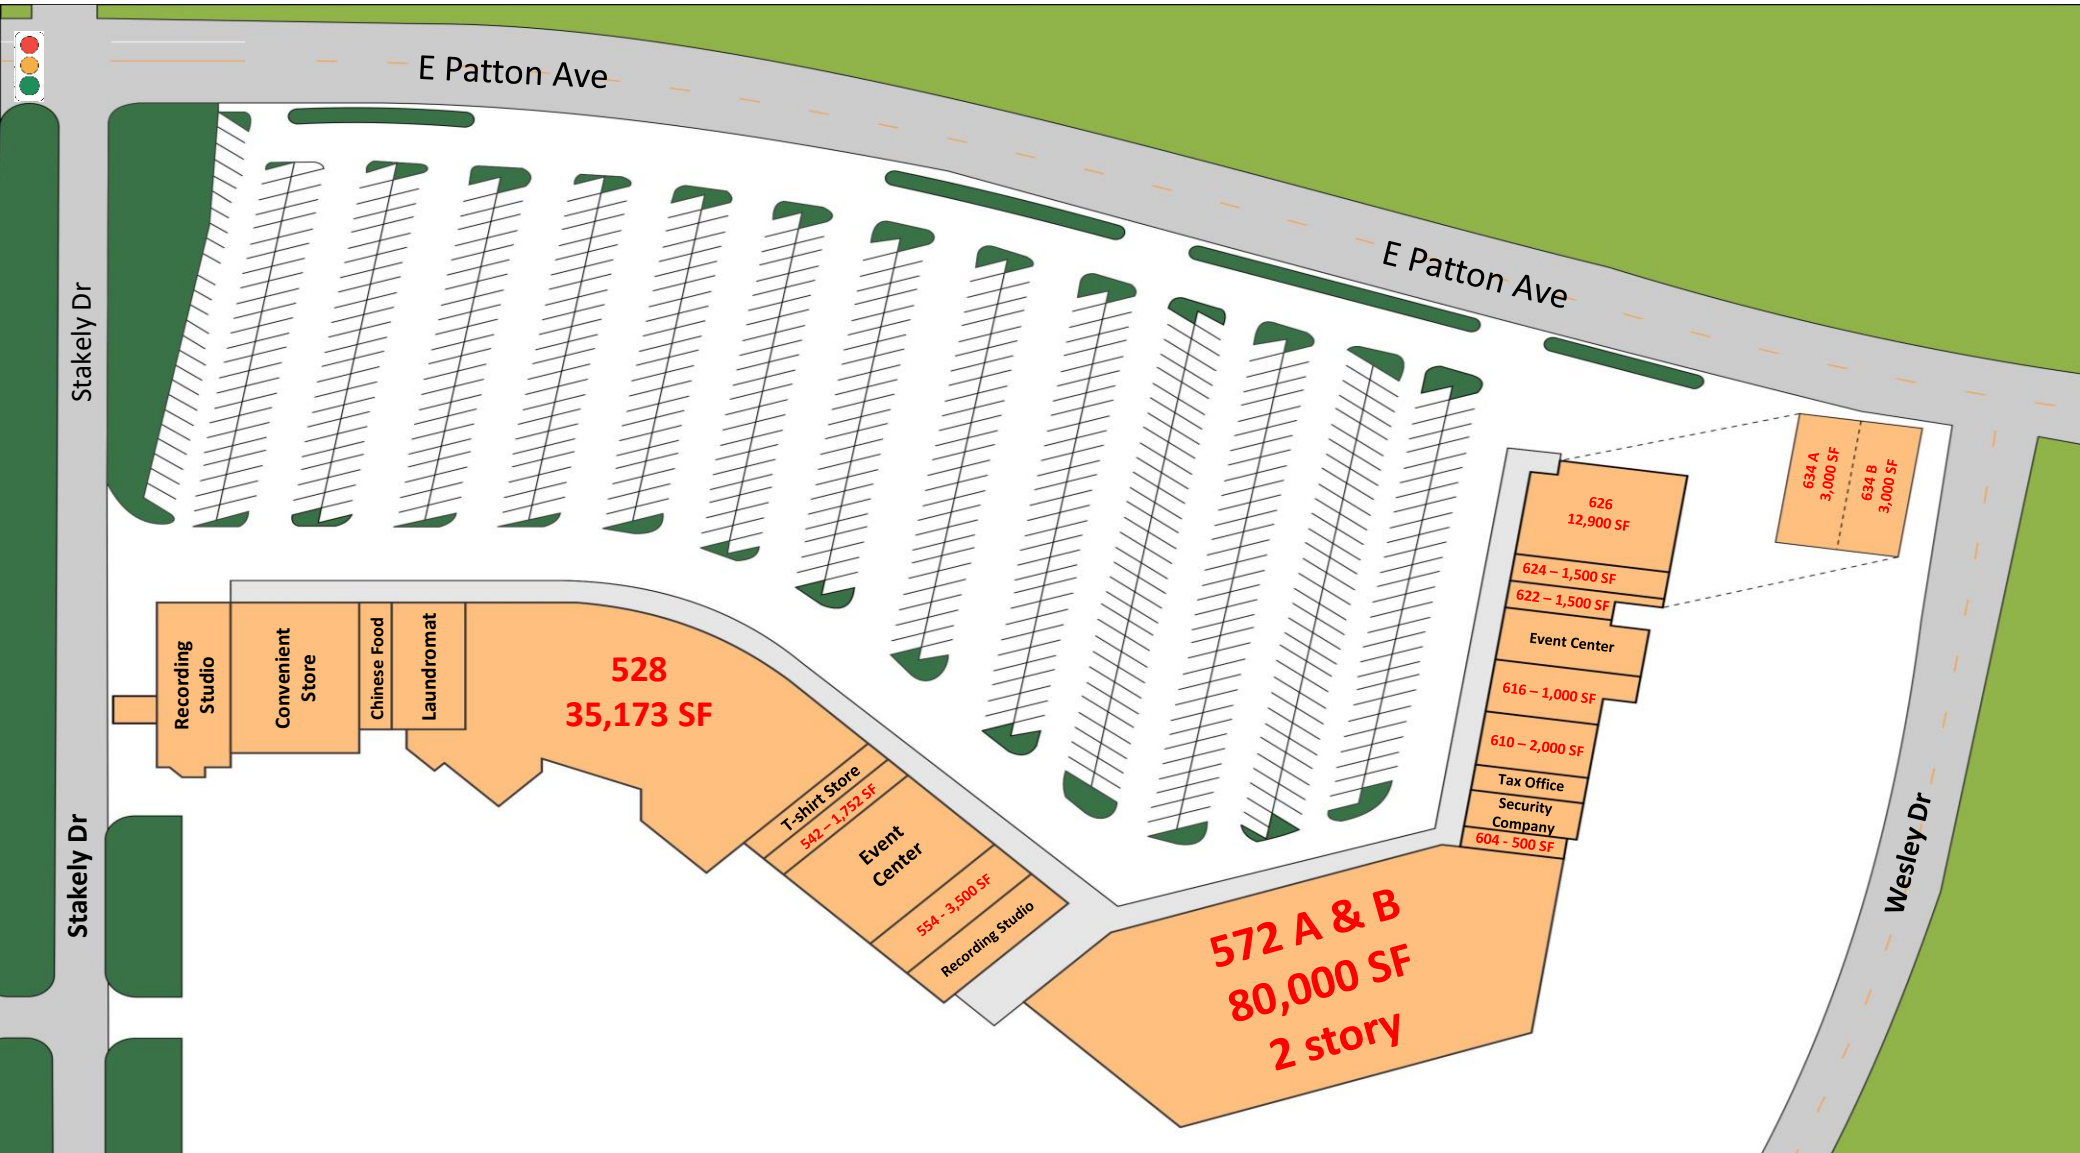 E Patton Ave
E Patton Ave
Stakely Dr
Stakely Dr
Wesley Dr
Recording
Studio
Convenient
Store
Chinese Food
Laundromat
528
35,173 SF
T-shirt Store
542 – 1,752 SF
Event
Center
554 - 3,500 SF
Recording Studio
572 A & B
80,000 SF
2 story
626
12,900 SF
624 – 1,500 SF
622 – 1,500 SF
Event Center
616 – 1,000 SF
610 – 2,000 SF
Tax Office
Security
Company
604 - 500 SF
634 A
3,000 SF
634 B
3,000 SF